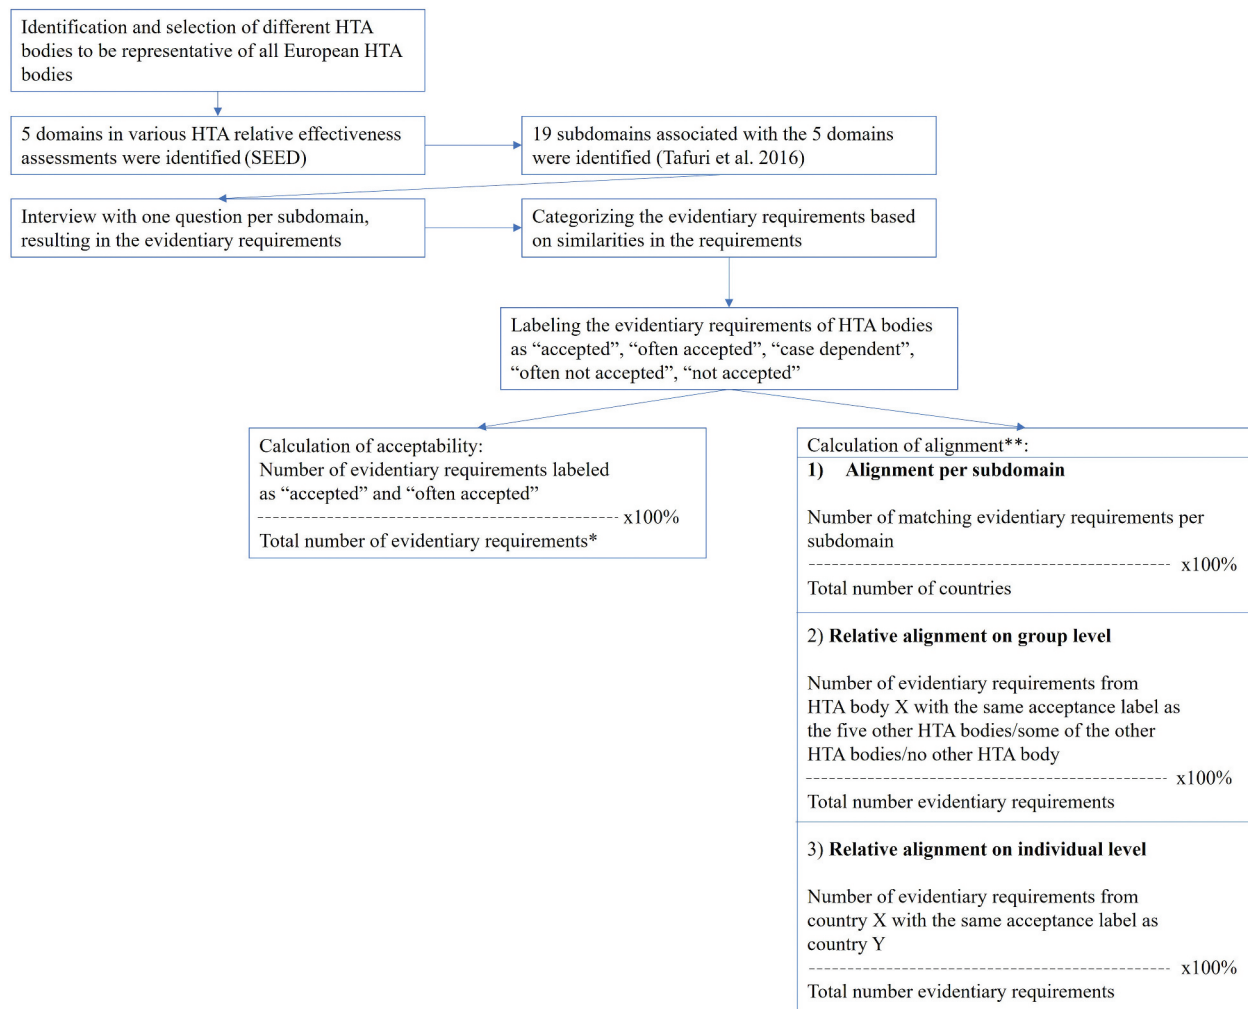 Identification and selection of different HTA
bodies to be representative of all European HTA
bodies
5 domains in various HTA relative effectiveness
assessments were identified (SEED)
19 subdomains associated with the 5 domains
were identified (Tafuri et al. 2016)
Interview with one question per subdomain,
resulting in the evidentiary requirements
Categorizing the evidentiary requirements based
on similarities in the requirements
Labeling the evidentiary requirements of HTA bodies
as “accepted”, “often accepted”, “case dependent”,
“often not accepted”, “not accepted”
Calculation of acceptability:
Number of evidentiary requirements labeled
as “accepted” and “often accepted”
----------------------------------------------- x100%
Total number of evidentiary requirements*
Calculation of alignment**:
1) Alignment per subdomain
Number of matching evidentiary requirements per
subdomain
----------------------------------------------- x100%
Total number of countries
2) Relative alignment on group level
Number of evidentiary requirements from
HTA body X with the same acceptance label as
the five other HTA bodies/some of the other
HTA bodies/no other HTA body
----------------------------------------------- x100%
Total number evidentiary requirements
3) Relative alignment on individual level
Number of evidentiary requirements from
country X with the same acceptance label as
country Y
----------------------------------------------- x100%
Total number evidentiary requirements